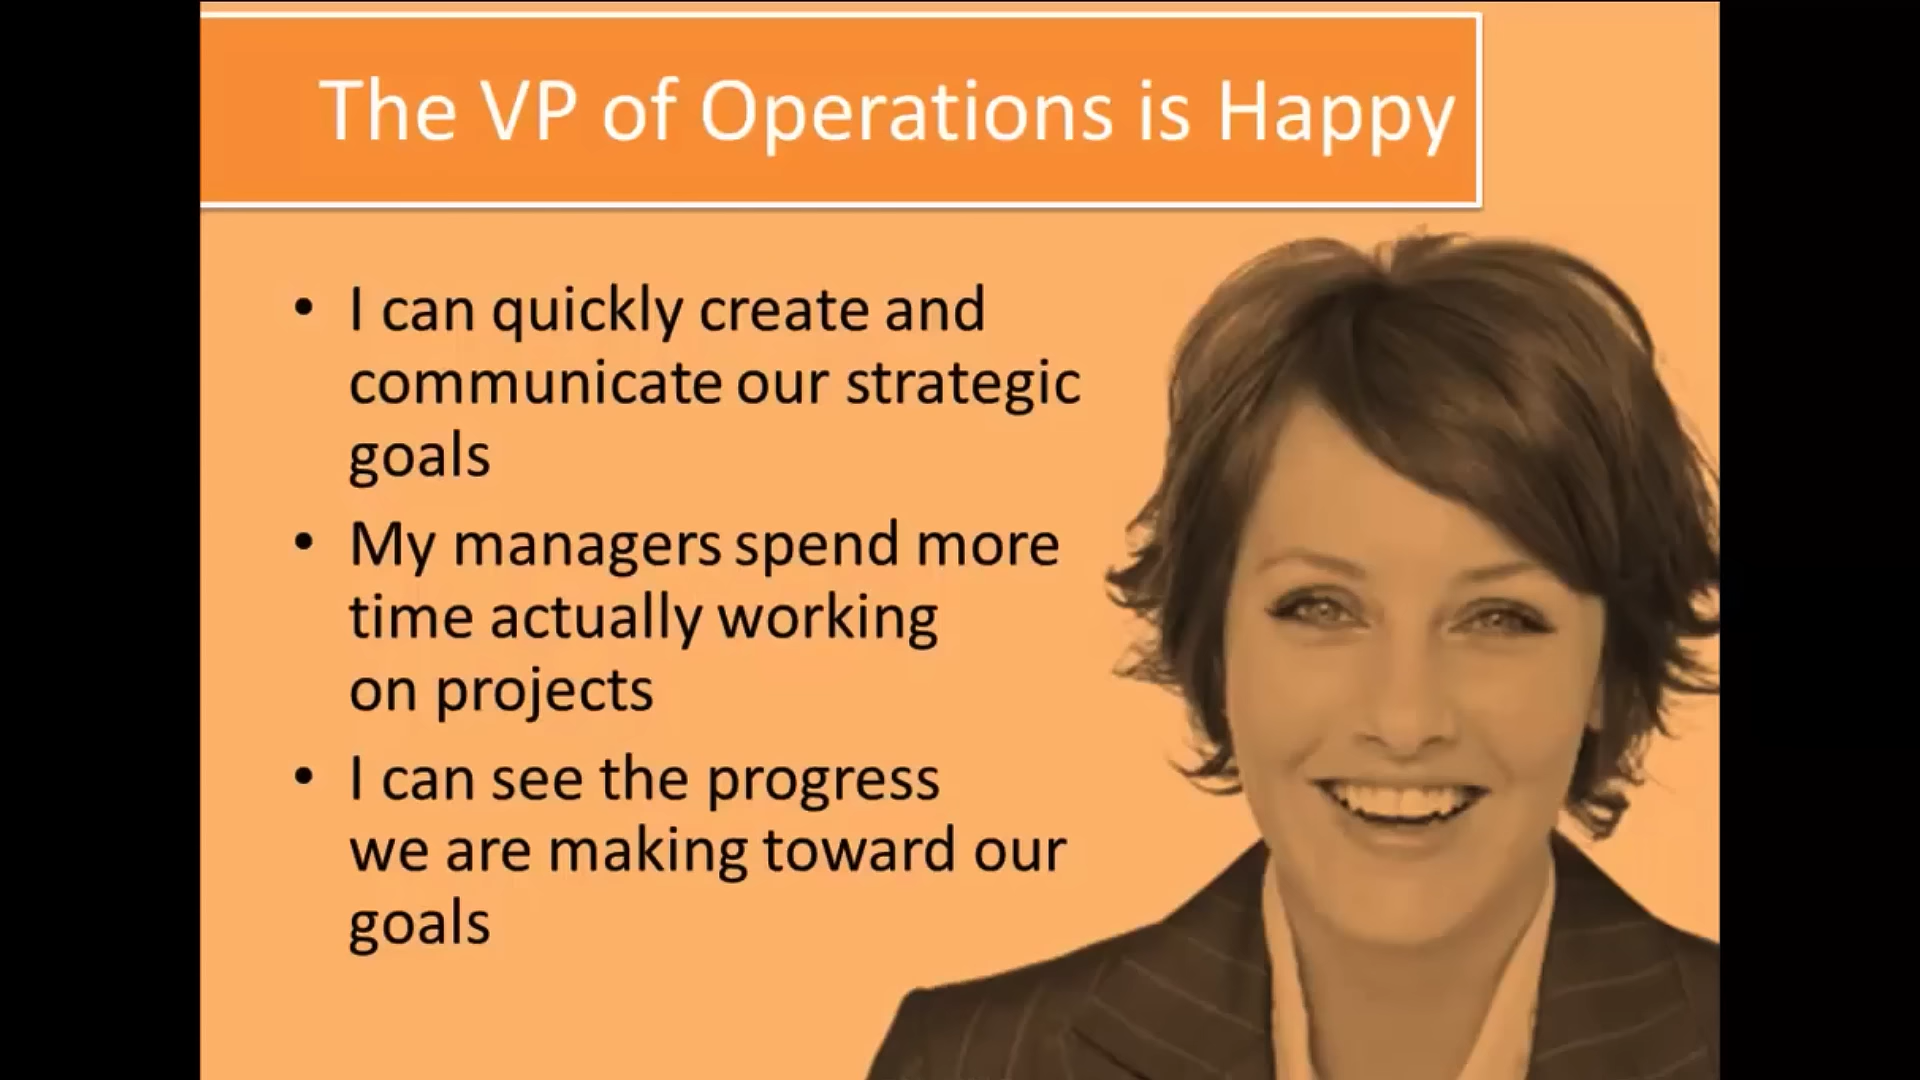 The VP of Operations is Happy
• I can quickly create and
communicate our strategic
goals
• My managers spend more
time actually working
on projects
• I can see the progress
we are making toward our
goals